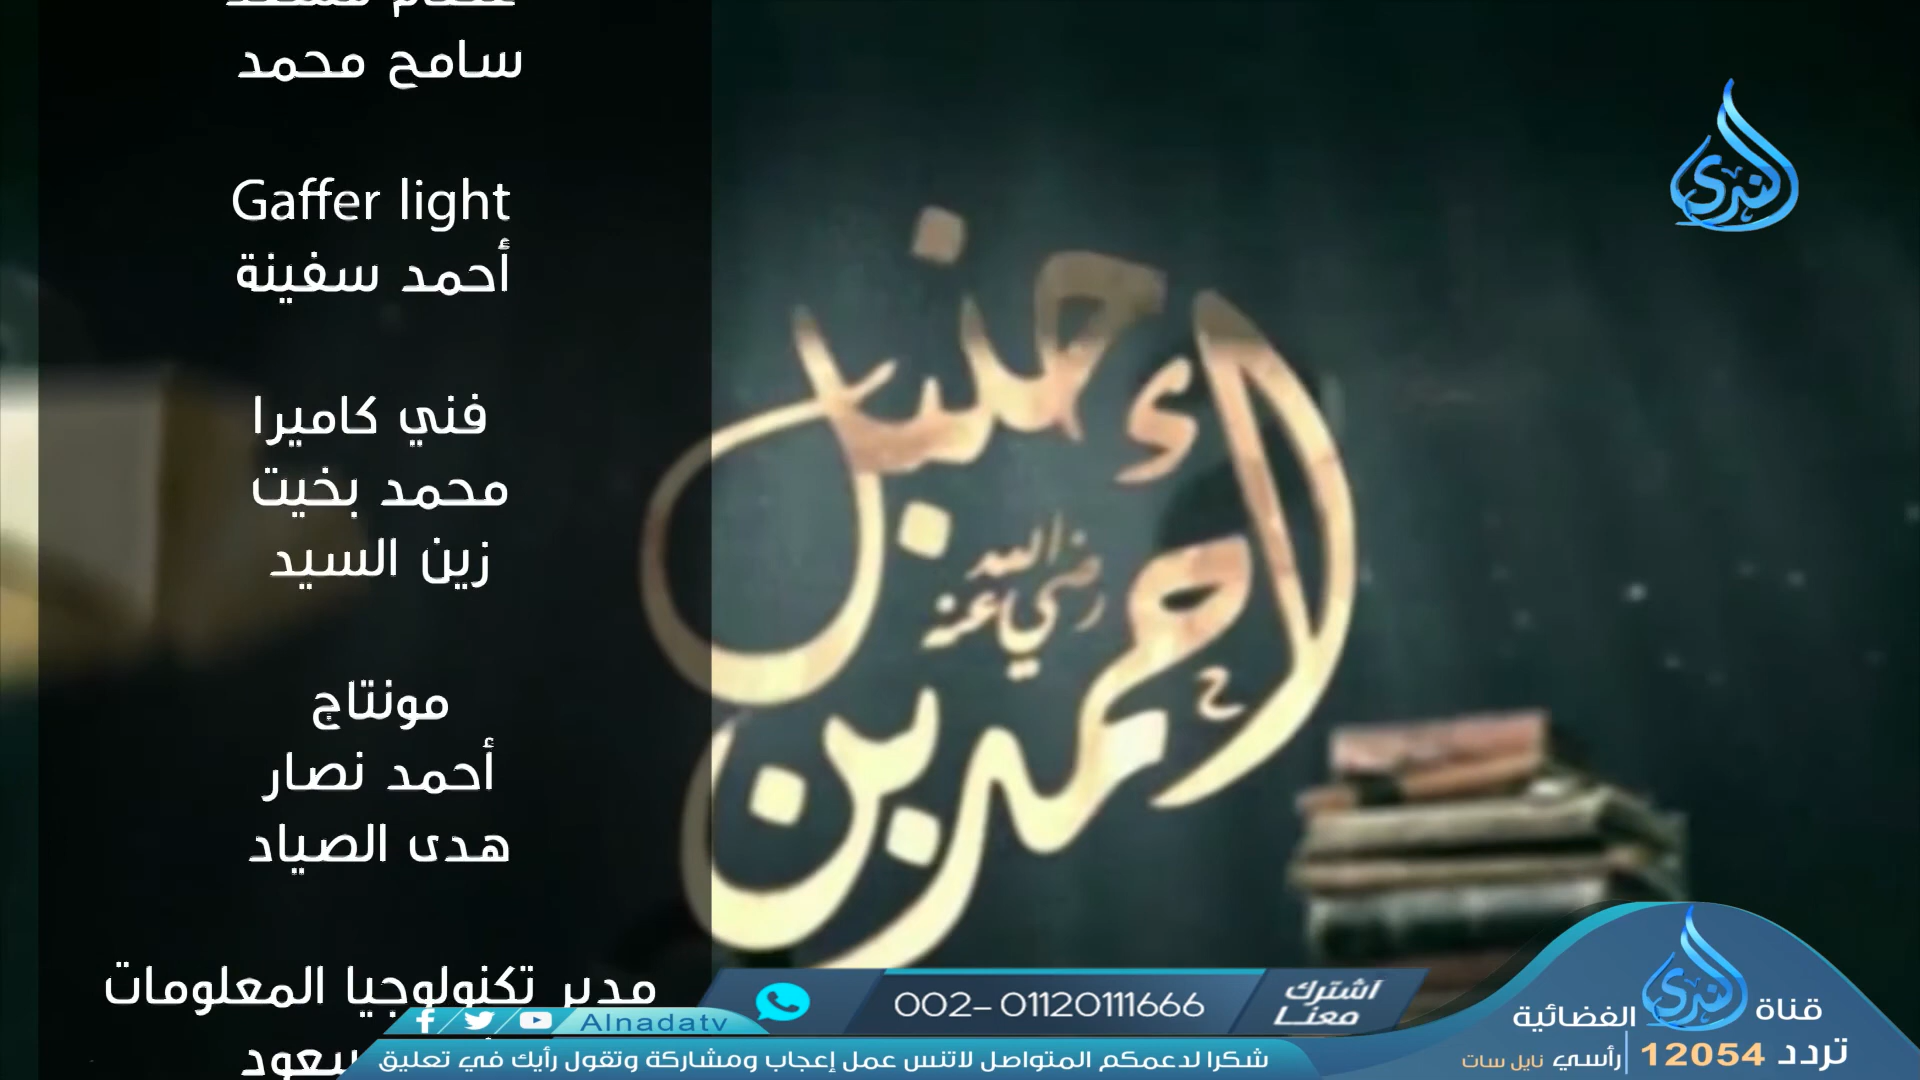 سامح محمد
Gaffer light
أحمد سفينة
فني كاميرا
محمد بخيت
زين السيد
مونتاج
أحمد نصار
هدى الصياد
مدير تكنولوجيا المعلومات
الندى
أحمد بن حنبل
رضي الله عنه
اشترك معنا
002-01120111666
Alnadatv
شكرا لدعمكم المتواصل لاتنس عمل إعجاب ومشاركة وتقول رأيك في تعليق
قناة الندى الفضائية
تردد 12054 رأسي نايل سات